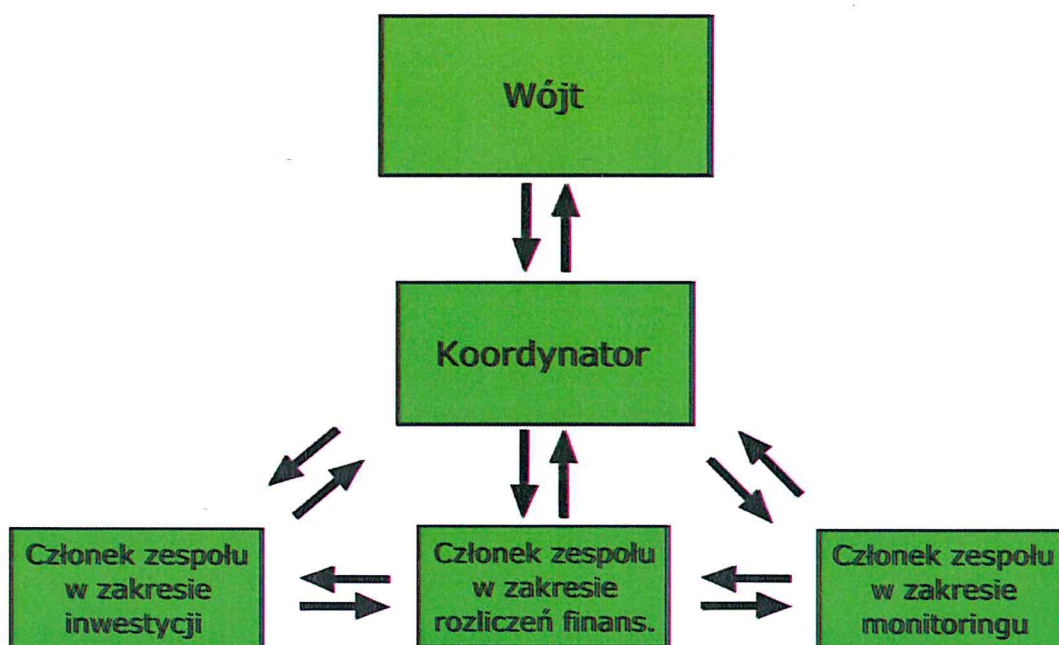 Wójt
Koordynator
Członek zespołu
w zakresie
inwestycji
Członek zespołu
w zakresie
rozliczeń finans.
Członek zespołu
w zakresie
monitoringu